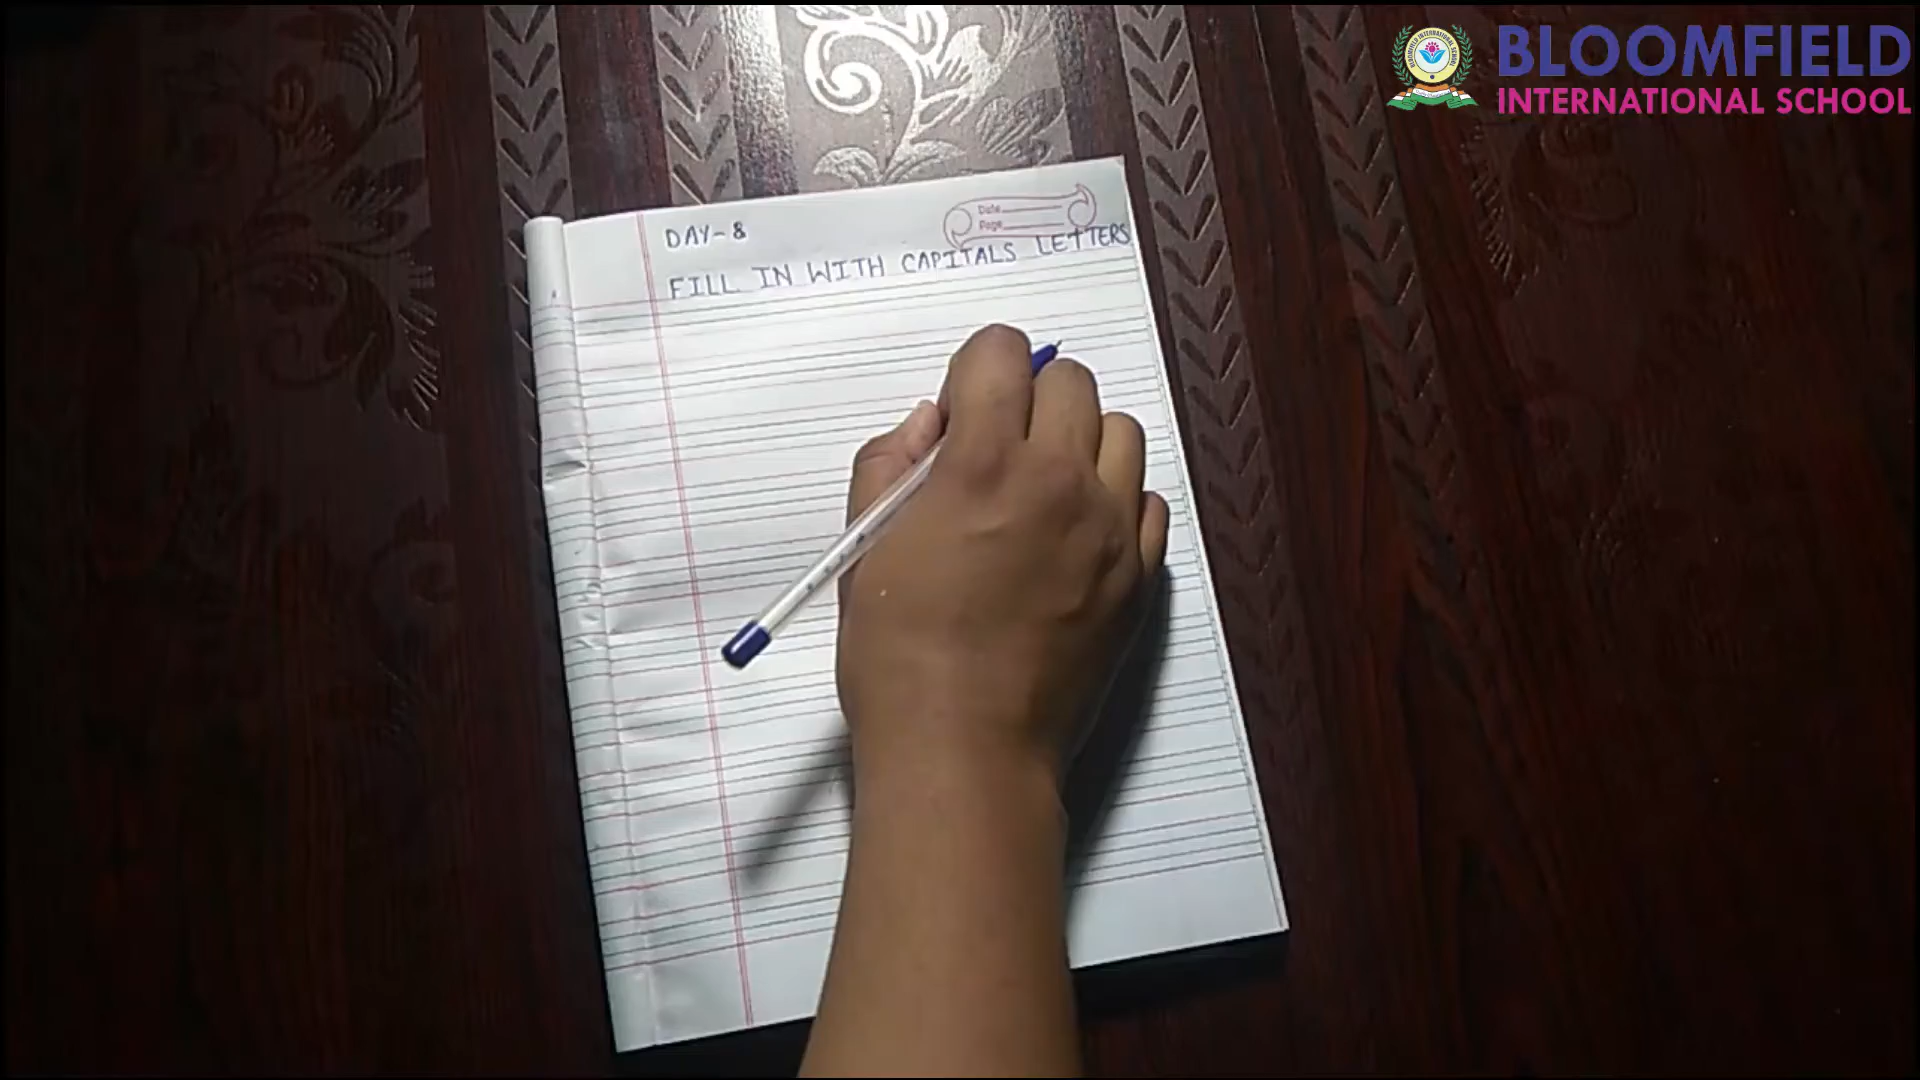 BLOOMFIELD
INTERNATIONAL SCHOOL
Date
Page
DAY-8
FILL IN WITH CAPITALS LETTERS